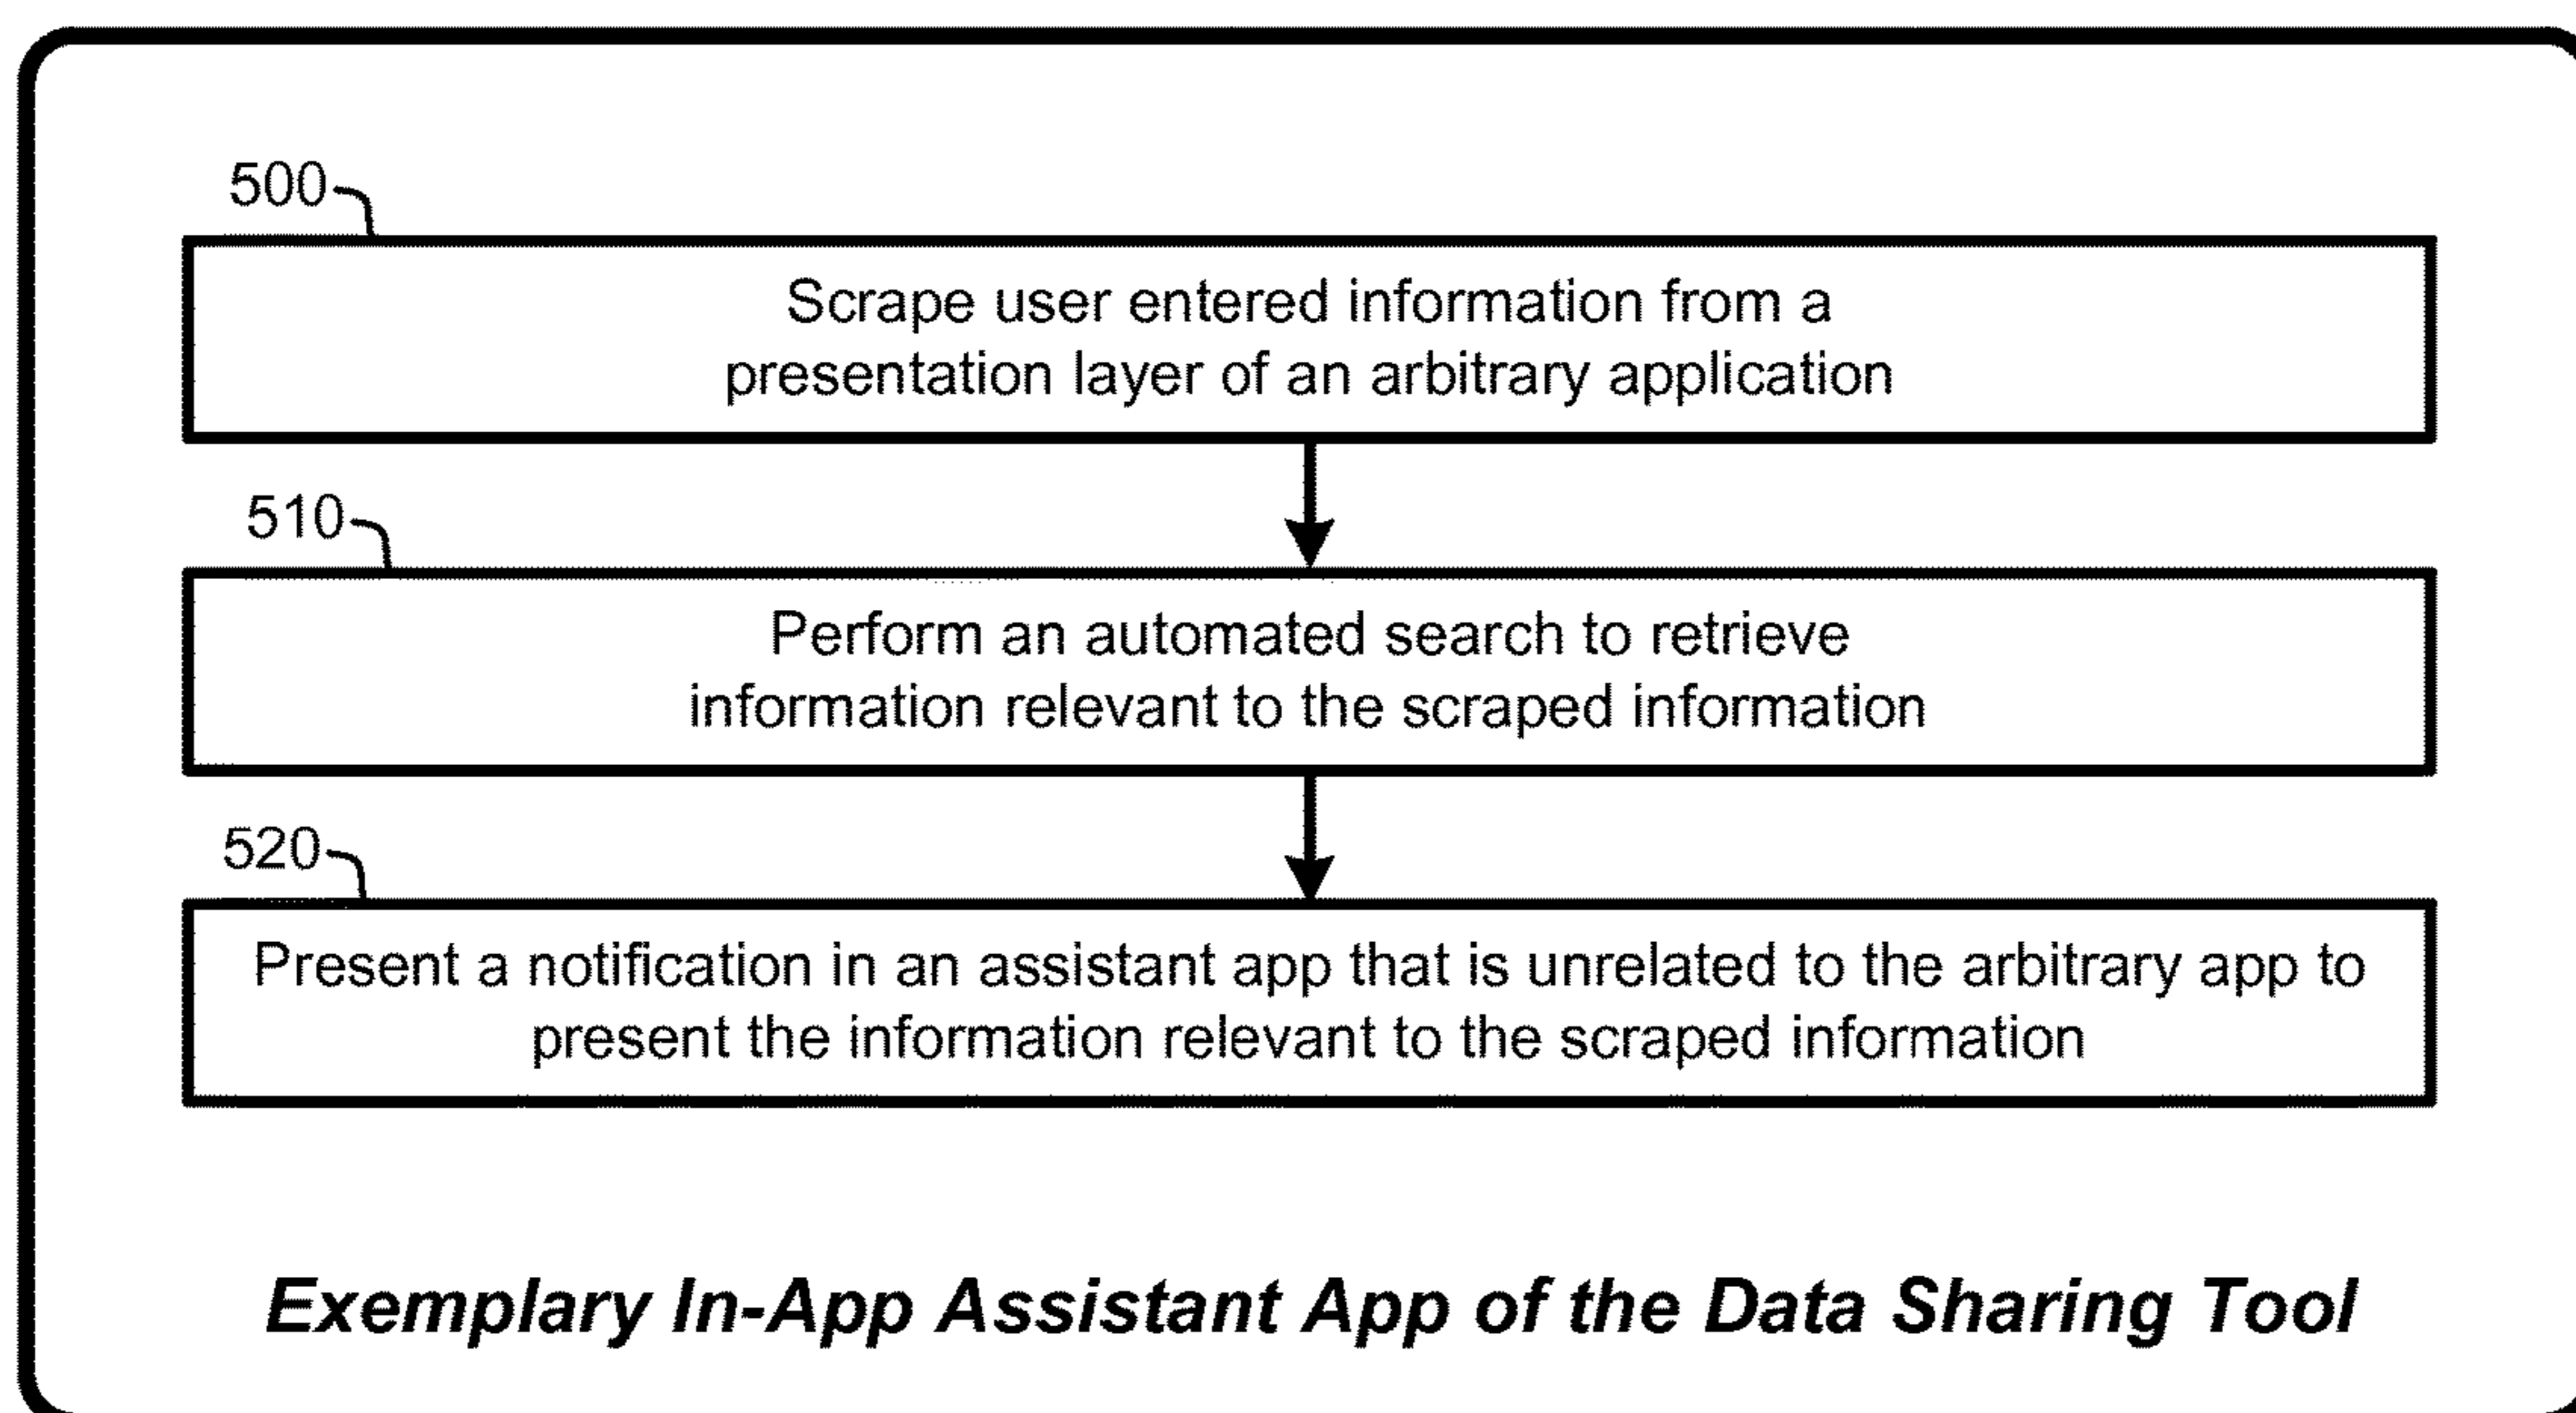 500
Scrape user entered information from a
presentation layer of an arbitrary application
510
Perform an automated search to retrieve
information relevant to the scraped information
520
Present a notification in an assistant app that is unrelated to the arbitrary app to
present the information relevant to the scraped information
Exemplary In-App Assistant App of the Data Sharing Tool